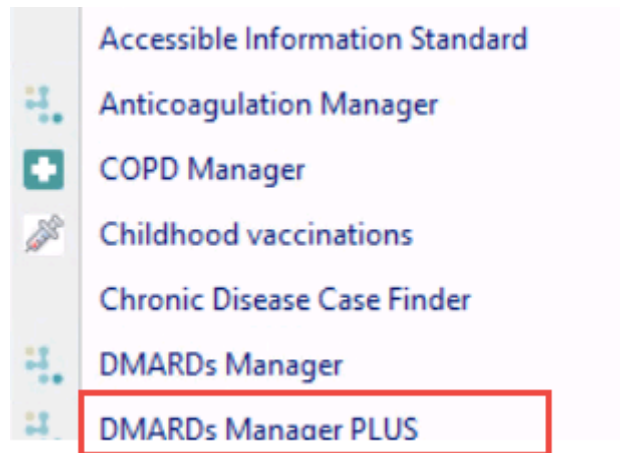 Accessible Information Standard
Anticoagulation Manager
COPD Manager
Childhood vaccinations
Chronic Disease Case Finder
DMARDs Manager
DMARDs Manager PLUS